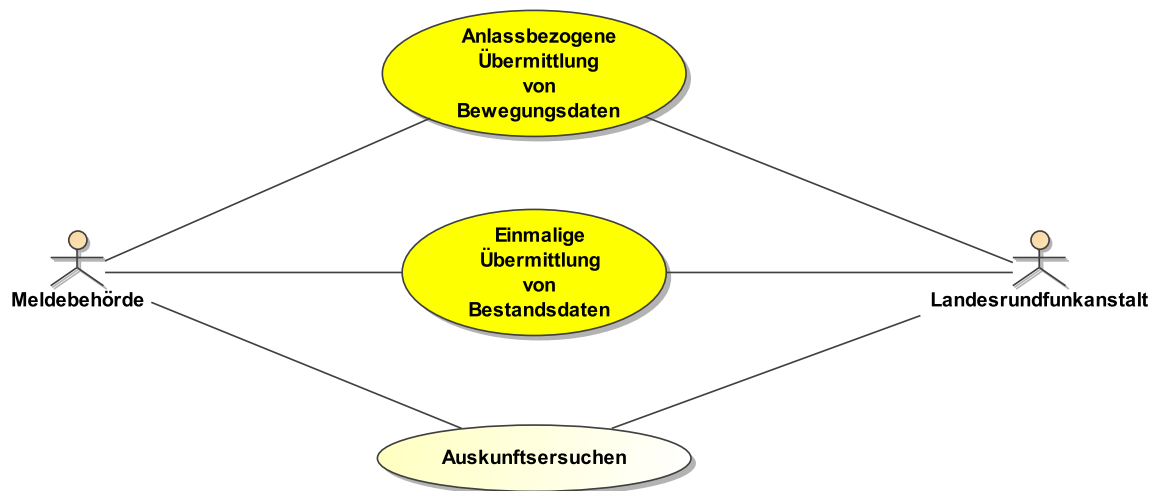 Anlassbezogene
Übermittlung
von
Bewegungsdaten
Einmalige
Übermittlung
von
Bestandsdaten
Meldebehörde
Landesrundfunkanstalt
Auskunftsersuchen